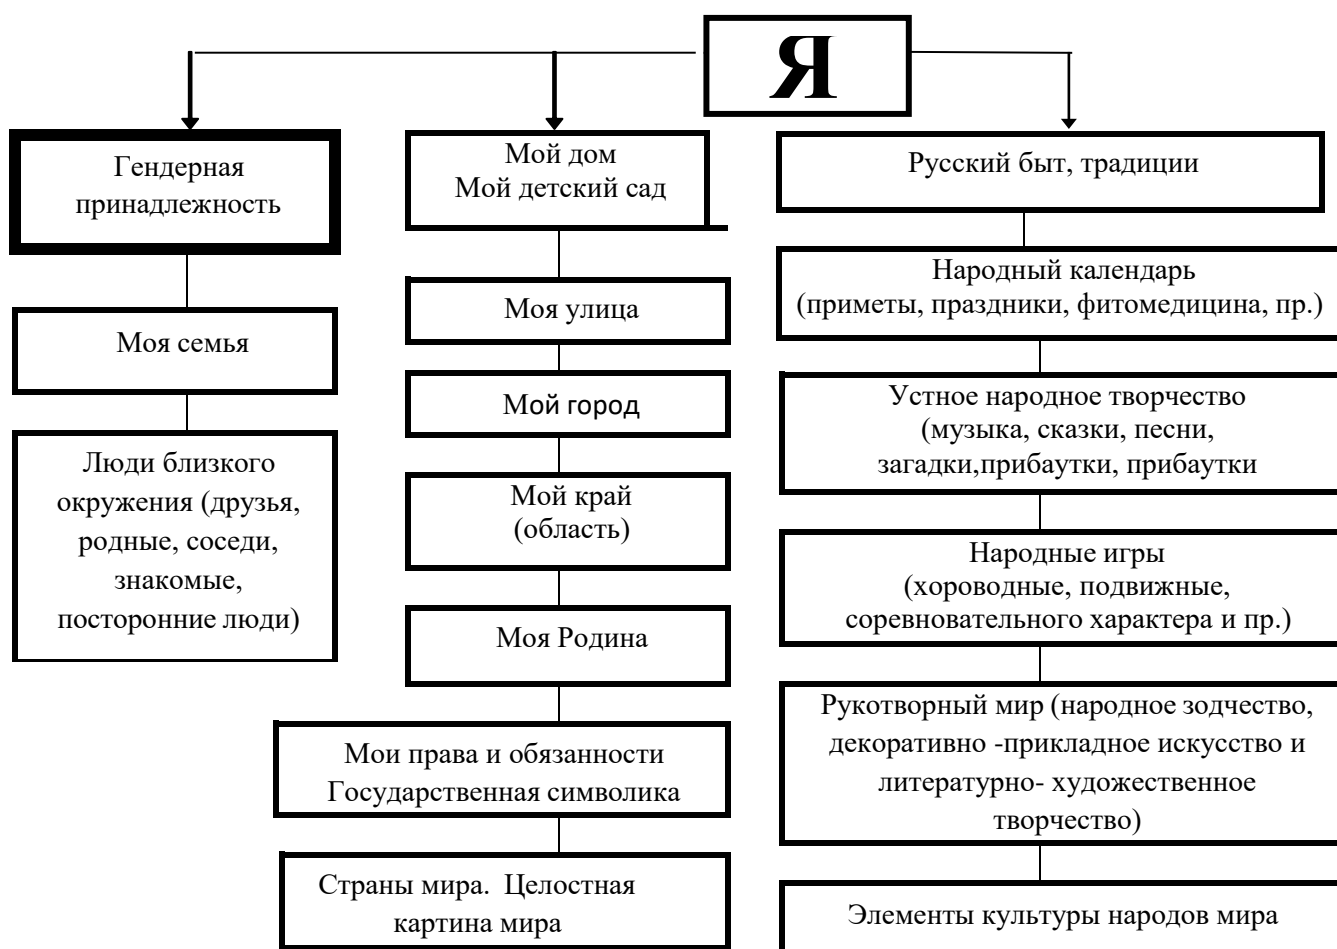 Я
Гендерная
принадлежность
Моя семья
Люди близкого
окружения (друзья,
родные, соседи,
знакомые,
посторонние люди)
Мой дом
Мой детский сад
Моя улица
Мой город
Мой край
(область)
Моя Родина
Мои права и обязанности
Государственная символика
Страны мира.  Целостная
картина мира
Русский быт, традиции
Народный календарь
(приметы, праздники, фитомедицина, пр.)
Устное народное творчество
(музыка, сказки, песни,
загадки,прибаутки, прибаутки
Народные игры
(хороводные, подвижные,
соревновательного характера и пр.)
Рукотворный мир (народное зодчество,
декоративно -прикладное искусство и
литературно- художественное
творчество)
Элементы культуры народов мира